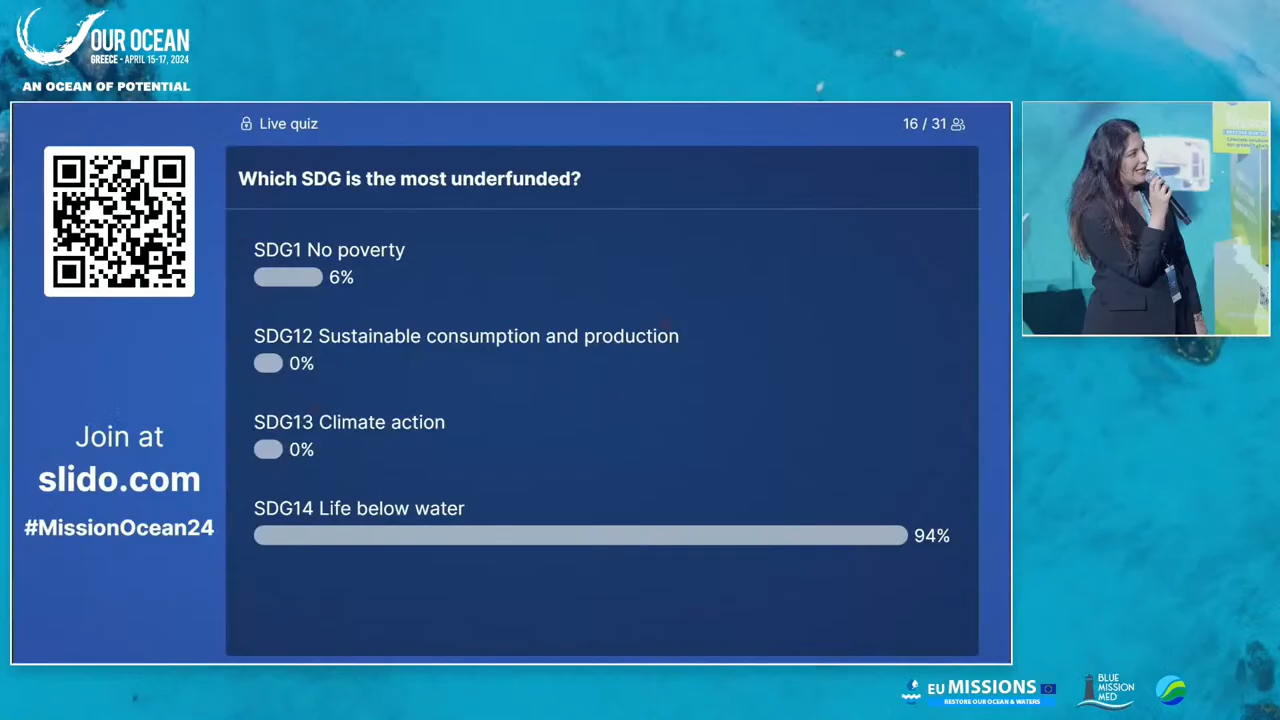 OUR OCEAN
GREECE - APRIL 15-17, 2024
AN OCEAN OF POTENTIAL
Live quiz
16 / 31
Which SDG is the most underfunded?
SDG1 No poverty
6%
SDG12 Sustainable consumption and production
0%
SDG13 Climate action
0%
SDG14 Life below water
94%
Join at
slido.com
#MissionOcean24
EU MISSIONS
RESTORE OUR OCEAN & WATERS
BLUE
MISSION
MED